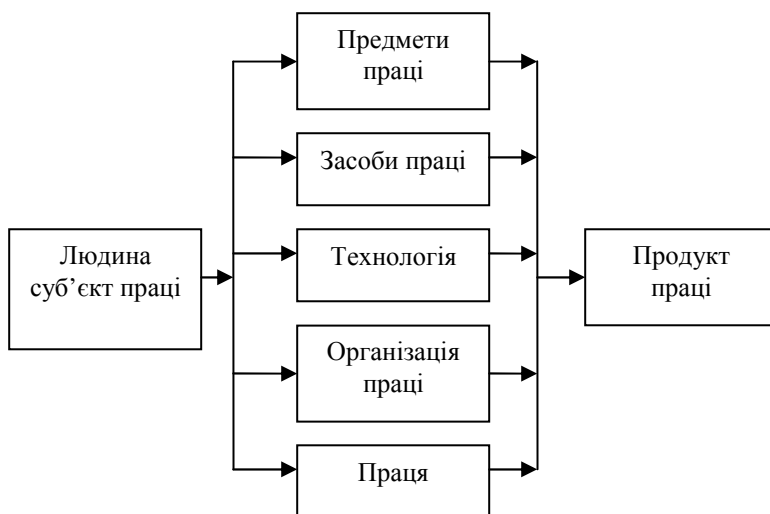 Предмети
праці
Засоби праці
Людина
суб’єкт праці
Технологія
Продукт
праці
Організація
праці
Праця